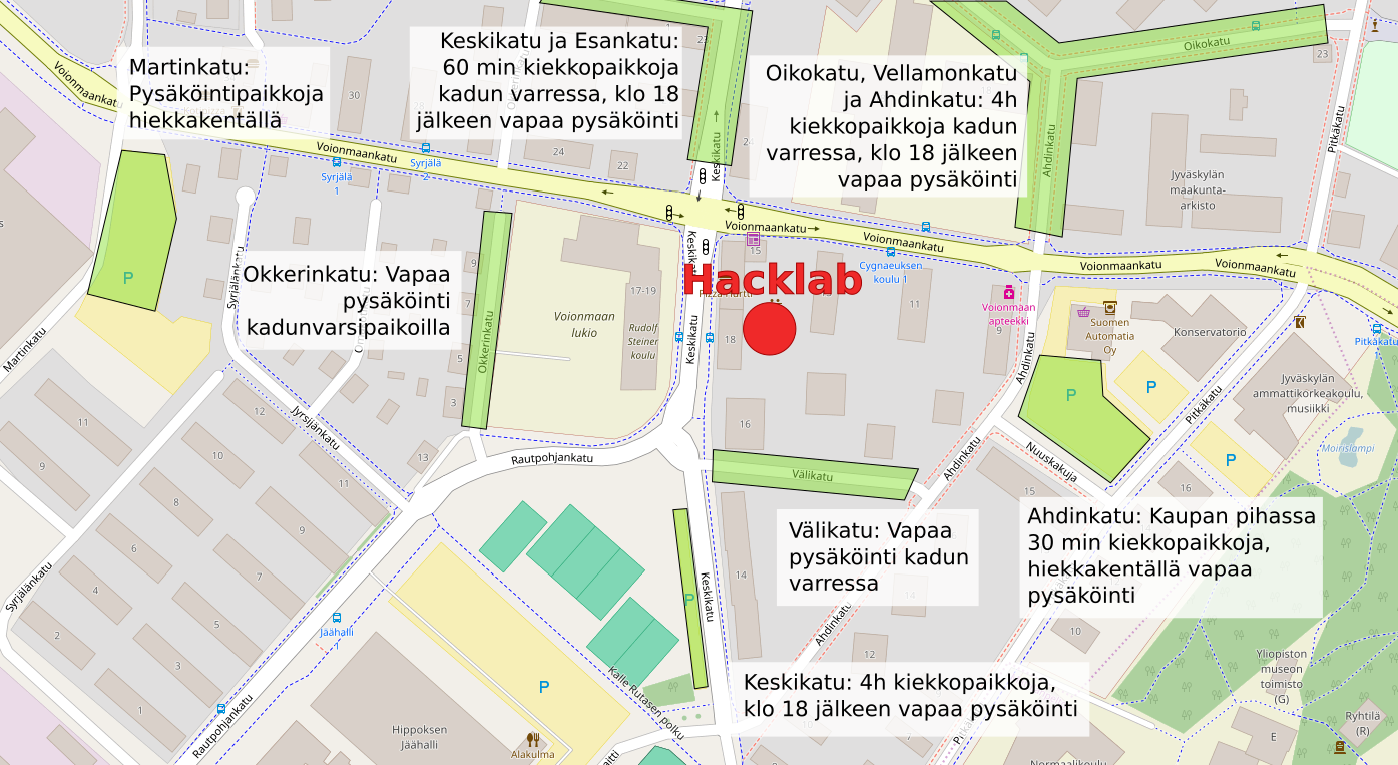 Martinkatu:
Pysäköintipaikkoja
hiekkakentällä
Keskikatu ja Esankatu:
60 min kiekkopaikkoja
kadun varressa, klo 18
jälkeen vapaa pysäköinti
Oikokatu, Vellamonkatu
ja Ahdinkatu: 4h
kiekkopaikkoja kadun
varressa, klo 18 jälkeen
vapaa pysäköinti
Okkerinkatu: Vapaa
pysäköinti
kadunvarsipaikoilla
Hacklab
Välikatu: Vapaa
pysäköinti kadun
varressa
Ahdinkatu: Kaupan pihassa
30 min kiekkopaikkoja,
hiekkakentällä vapaa
pysäköinti
Keskikatu: 4h kiekkopaikkoja,
klo 18 jälkeen vapaa pysäköinti
Voionmaankatu
Voionmaankatu
Voionmaankatu
Voionmaankatu
Voionmaankatu
Voionmaankatu
Syrjälä
1
Syrjälä
2
30
24
22
23
Oikokatu
Ahdinkatu
Pitkäkatu
Keskikatu
Jyväskylän
maakunta-
arkisto
Cygnaeuksen
koulu 1
Voionmaan
apteekki
Suomen
Automatia
Oy
Konservatorio
Pitkäkatu
Jyväskylän
ammattikorkeakoulu,
musiikki
Moirislampi
P
P
P
P
Martinkatu
Syrjälänkatu
Okkerinkatu
Voionmaan
lukio
17-19
Rudolf
Steiner
koulu
Keskikatu
15
18
11
9
16
Ahdinkatu
Pitkäkatu
Nuuskakuja
Ahdinkatu
Välikatu
Rautpohjankatu
Jyrsijänkatu
9
5
3
13
12
11
10
9
11
8
7
6
5
4
3
2
1
Syrjälänkatu
Jäähalli
1
Rautpohjankatu
Hippoksen
Jäähalli
Alakulma
P
P
Kalle Rutasen polku
Keskikatu
14
14
12
Ahdinkatu
15
16
10
Yliopiston
museon
toimisto
(G)
Ryhtilä
(R)
E
Normaalikoulu